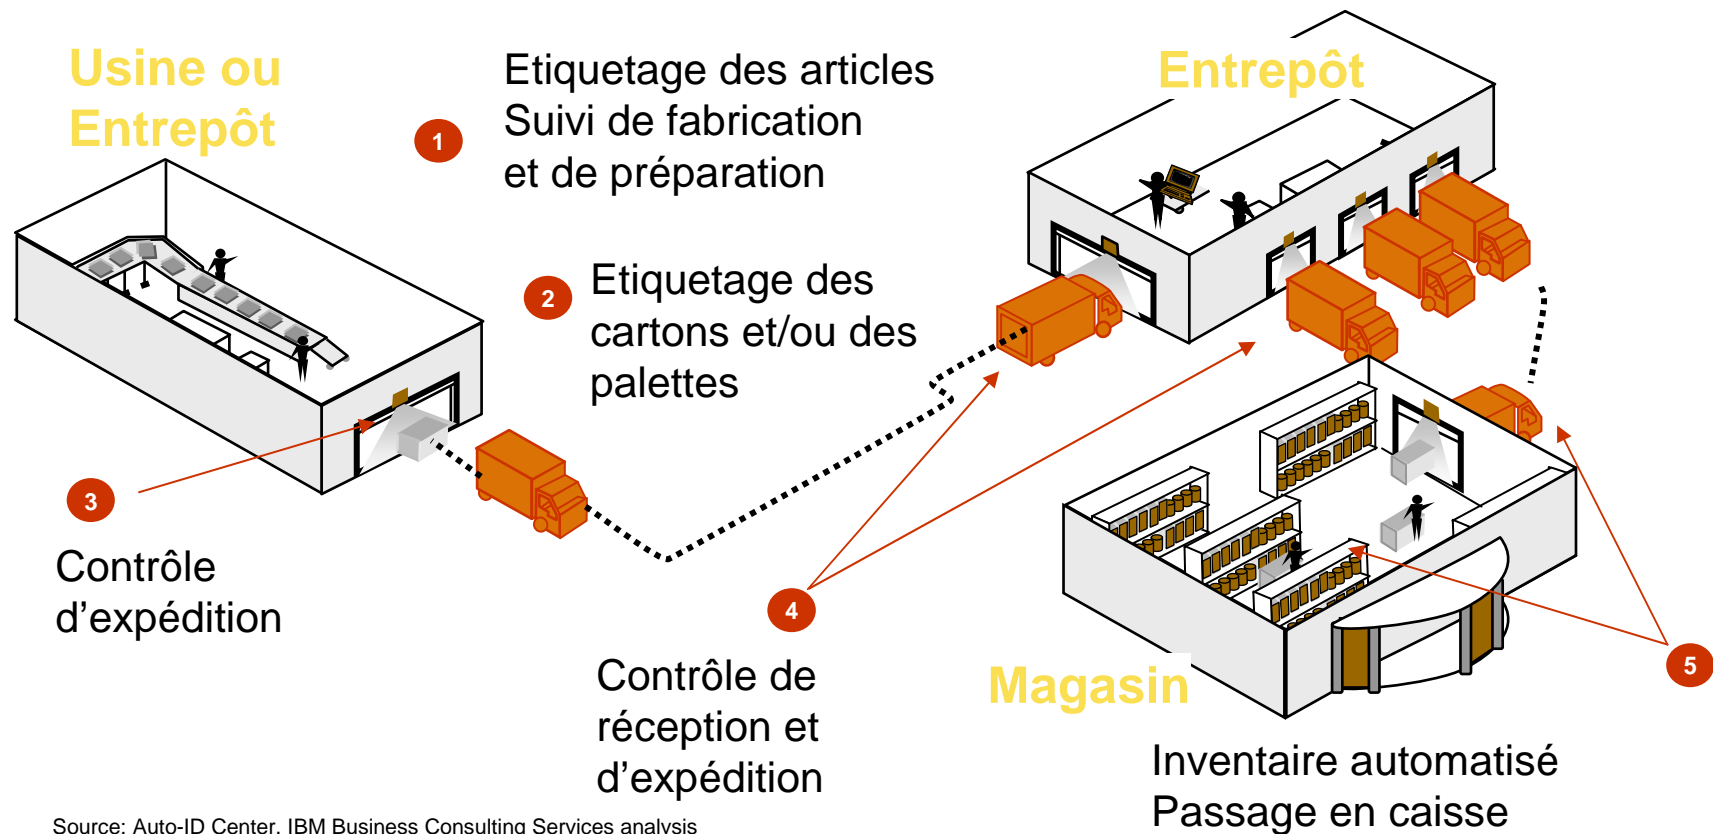 Usine ou
Entrepôt
1
Etiquetage des articles
Suivi de fabrication
et de préparation
Entrepôt
2
Etiquetage des
cartons et/ou des
palettes
3
Contrôle
d’expédition
4
Contrôle de
réception et
d’expédition
Magasin
5
Inventaire automatisé
Passage en caisse
Source: Auto-ID Center, IBM Business Consulting Services analysis